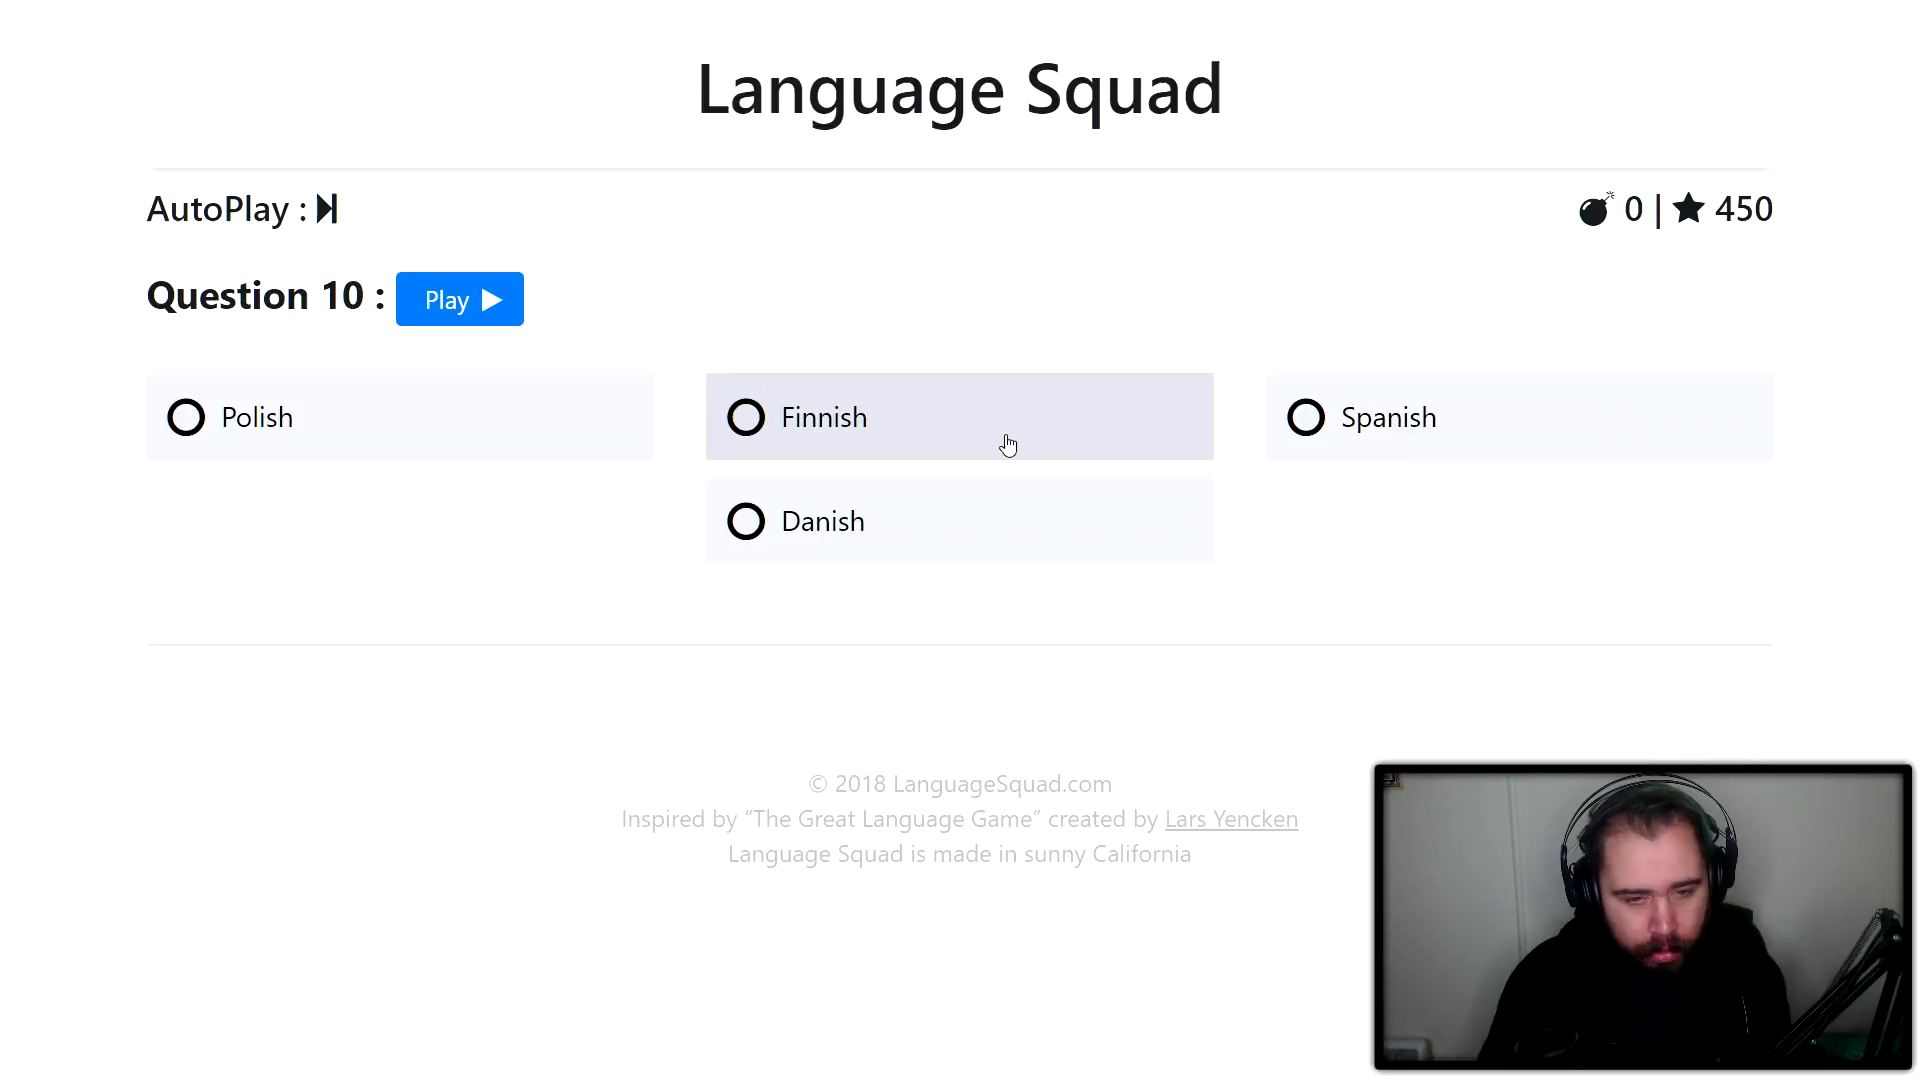 Language Squad
AutoPlay :
0 | 450
Question 10 :
Play
Polish
Finnish
Spanish
Danish
© 2018 LanguageSquad.com
Inspired by “The Great Language Game” created by Lars Yencken
Language Squad is made in sunny California